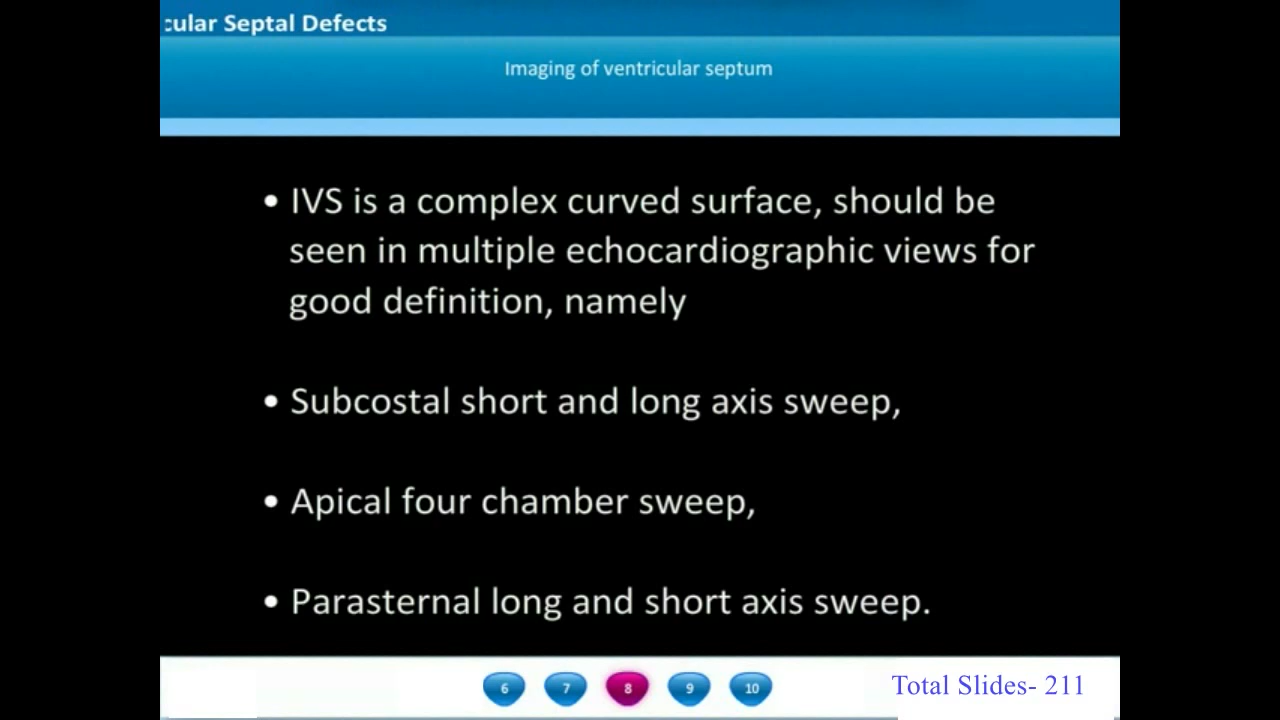 cular Septal Defects
Imaging of ventricular septum
• IVS is a complex curved surface, should be
seen in multiple echocardiographic views for
good definition, namely
• Subcostal short and long axis sweep,
• Apical four chamber sweep,
• Parasternal long and short axis sweep.
6 7 8 9 10
Total Slides- 211